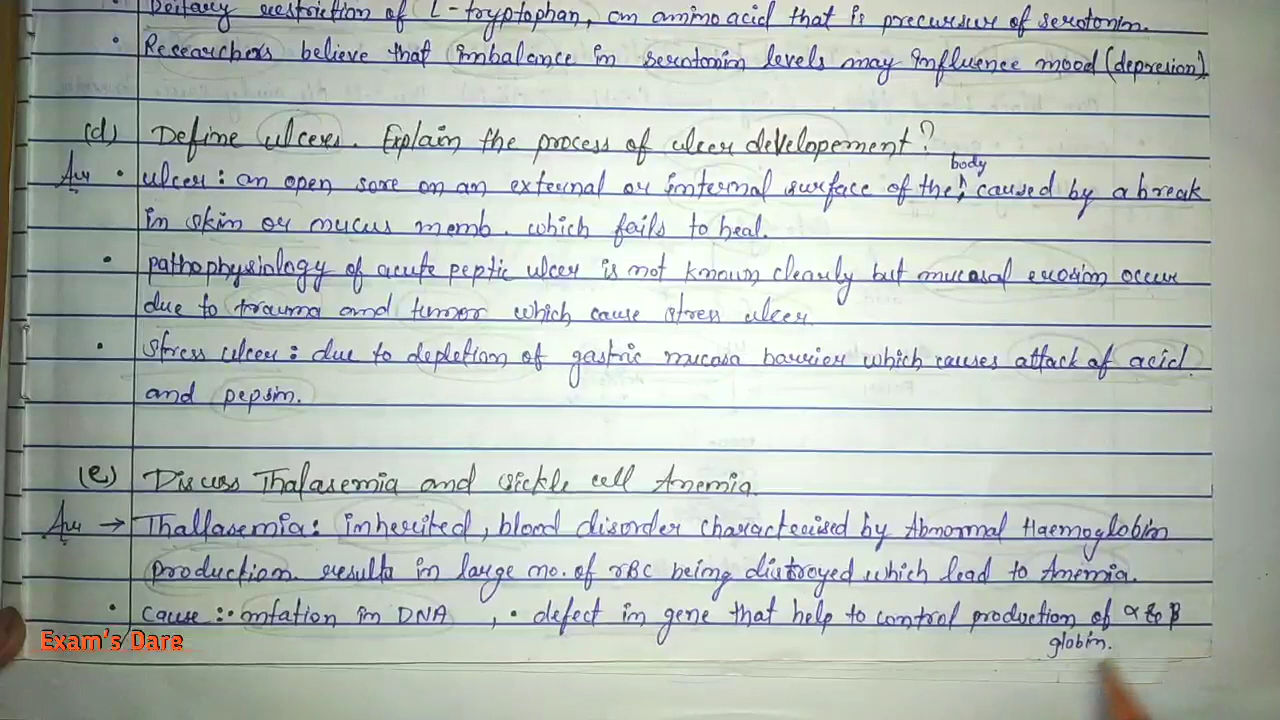 Deitary restriction of L-tryptophan, an amino acid that is precursur of serotonin.
• Researchers believe that imbalance in serotonin levels may influence mood (depresion)
(d) Define ulcers. Explain the process of ulcer developement?
Ans • ulcer: an open sore on an external or internal surface of the body caused by a break
in skin or mucus memb. which fails to heal.
• pathophysiology of acute peptic ulcer is not known clearly but mucosal erosion occur
due to trauma and tumor which cause stress ulcer.
• Stress ulcer: due to depletion of gastric mucosa barrier which causes attack of acid
and pepsin.
(e) Discuss Thalasemia and sickle cell Anemia.
Ans → Thallasemia: inherited, blood disorder characterised by Abnormal Haemoglobin
production. results in large no. of rBC being distroyed which lead to Anemia.
• cause :- mtation in DNA , • defect in gene that help to control production of α to β
globin.
Exam's Dare